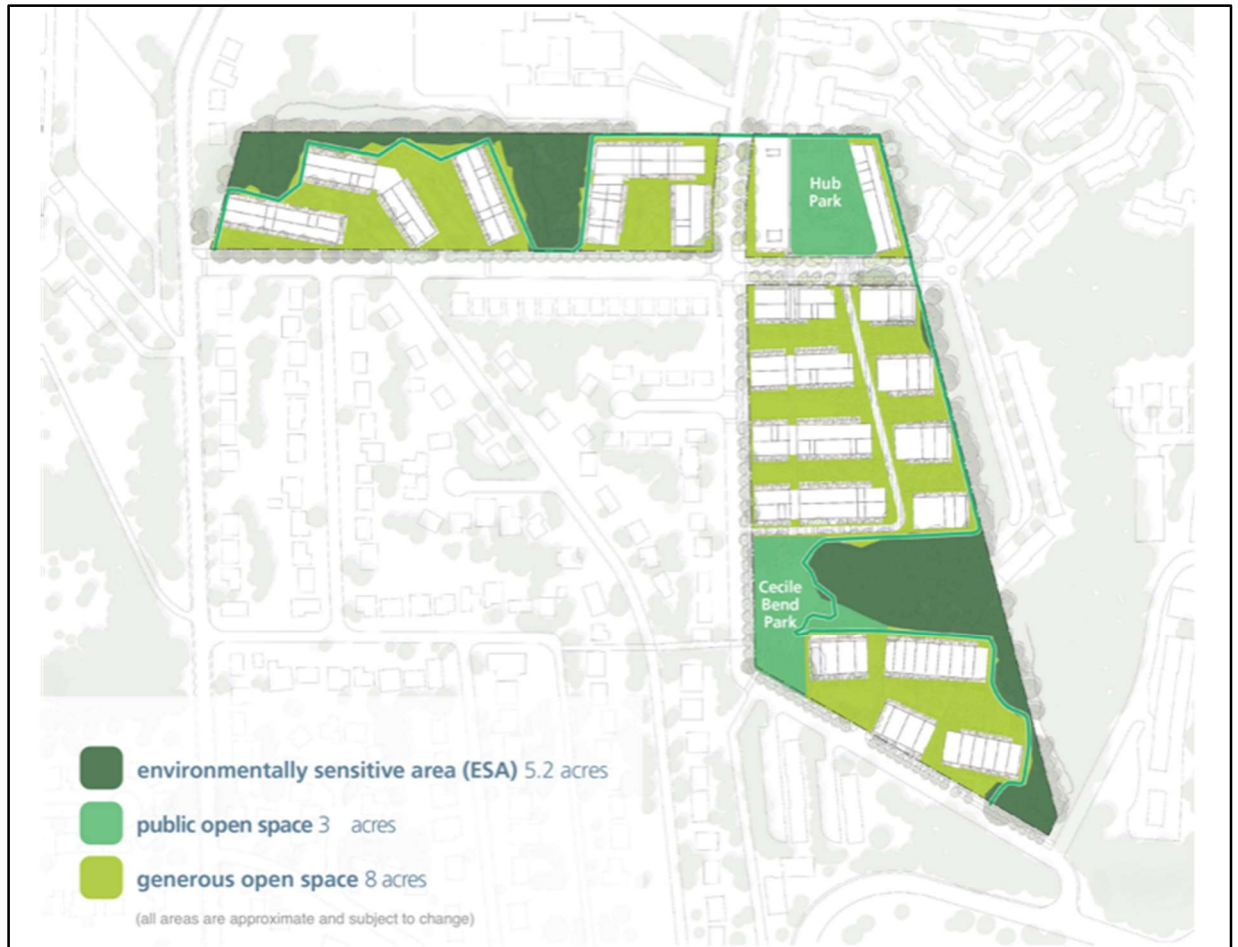 Hub
Park
Cecile
Bend
Park
environmentally sensitive area (ESA) 5.2 acres
public open space 3 acres
generous open space 8 acres
(all areas are approximate and subject to change)